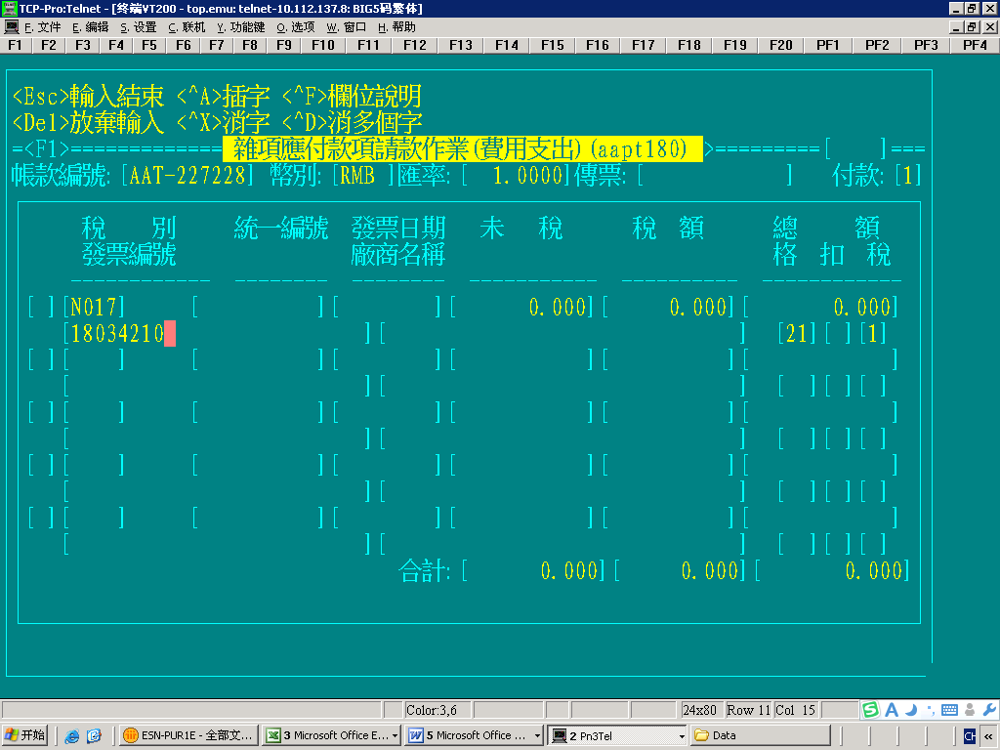 TCP-Pro:Telnet - [终端VT200 - top.emu: telnet-10.112.137.8: BIG5码繁体]
F. 文件 E. 编辑 S. 设置 C. 联机 Y. 功能键 O. 选项 W. 窗口 H. 帮助
F1 F2 F3 F4 F5 F6 F7 F8 F9 F10 F11 F12 F13 F14 F15 F16 F17 F18 F19 F20 PF1 PF2 PF3 PF4
<Esc>輸入結束 <^A>插字 <^F>欄位說明
<Del>放棄輸入 <^X>消字 <^D>消多個字
=<F1>============= 雜項應付款項請款作業(費用支出)(aapt180) >=========[    ]===
帳款編號: [AAT-227228] 幣別: [RMB ]匯率: [  1.0000]傳票: [            ]   付款: [1]
稅 別 統一編號 發票日期 未 稅 稅 額 總 額
發票編號 廠商名稱 格 扣 稅
------------ -------- -------- ----------- ---------- ------------
[ ] [N017]      [          ] [        ] [      0.000] [     0.000] [       0.000]
[18034210                 ] [                              ]   [21] [ ] [1]
[ ] [    ]      [          ] [        ] [           ] [          ] [            ]
[                         ] [                              ]   [  ] [ ] [ ]
[ ] [    ]      [          ] [        ] [           ] [          ] [            ]
[                         ] [                              ]   [  ] [ ] [ ]
[ ] [    ]      [          ] [        ] [           ] [          ] [            ]
[                         ] [                              ]   [  ] [ ] [ ]
[ ] [    ]      [          ] [        ] [           ] [          ] [            ]
[                         ] [                              ]   [  ] [ ] [ ]
合計: [      0.000] [     0.000] [       0.000]
Color:3,6 24x80 Row 11 Col 15
开始 ESN-PUR1E - 全部文... 3 Microsoft Office E... 5 Microsoft Office ... 2 Pn3Tel Data CH «